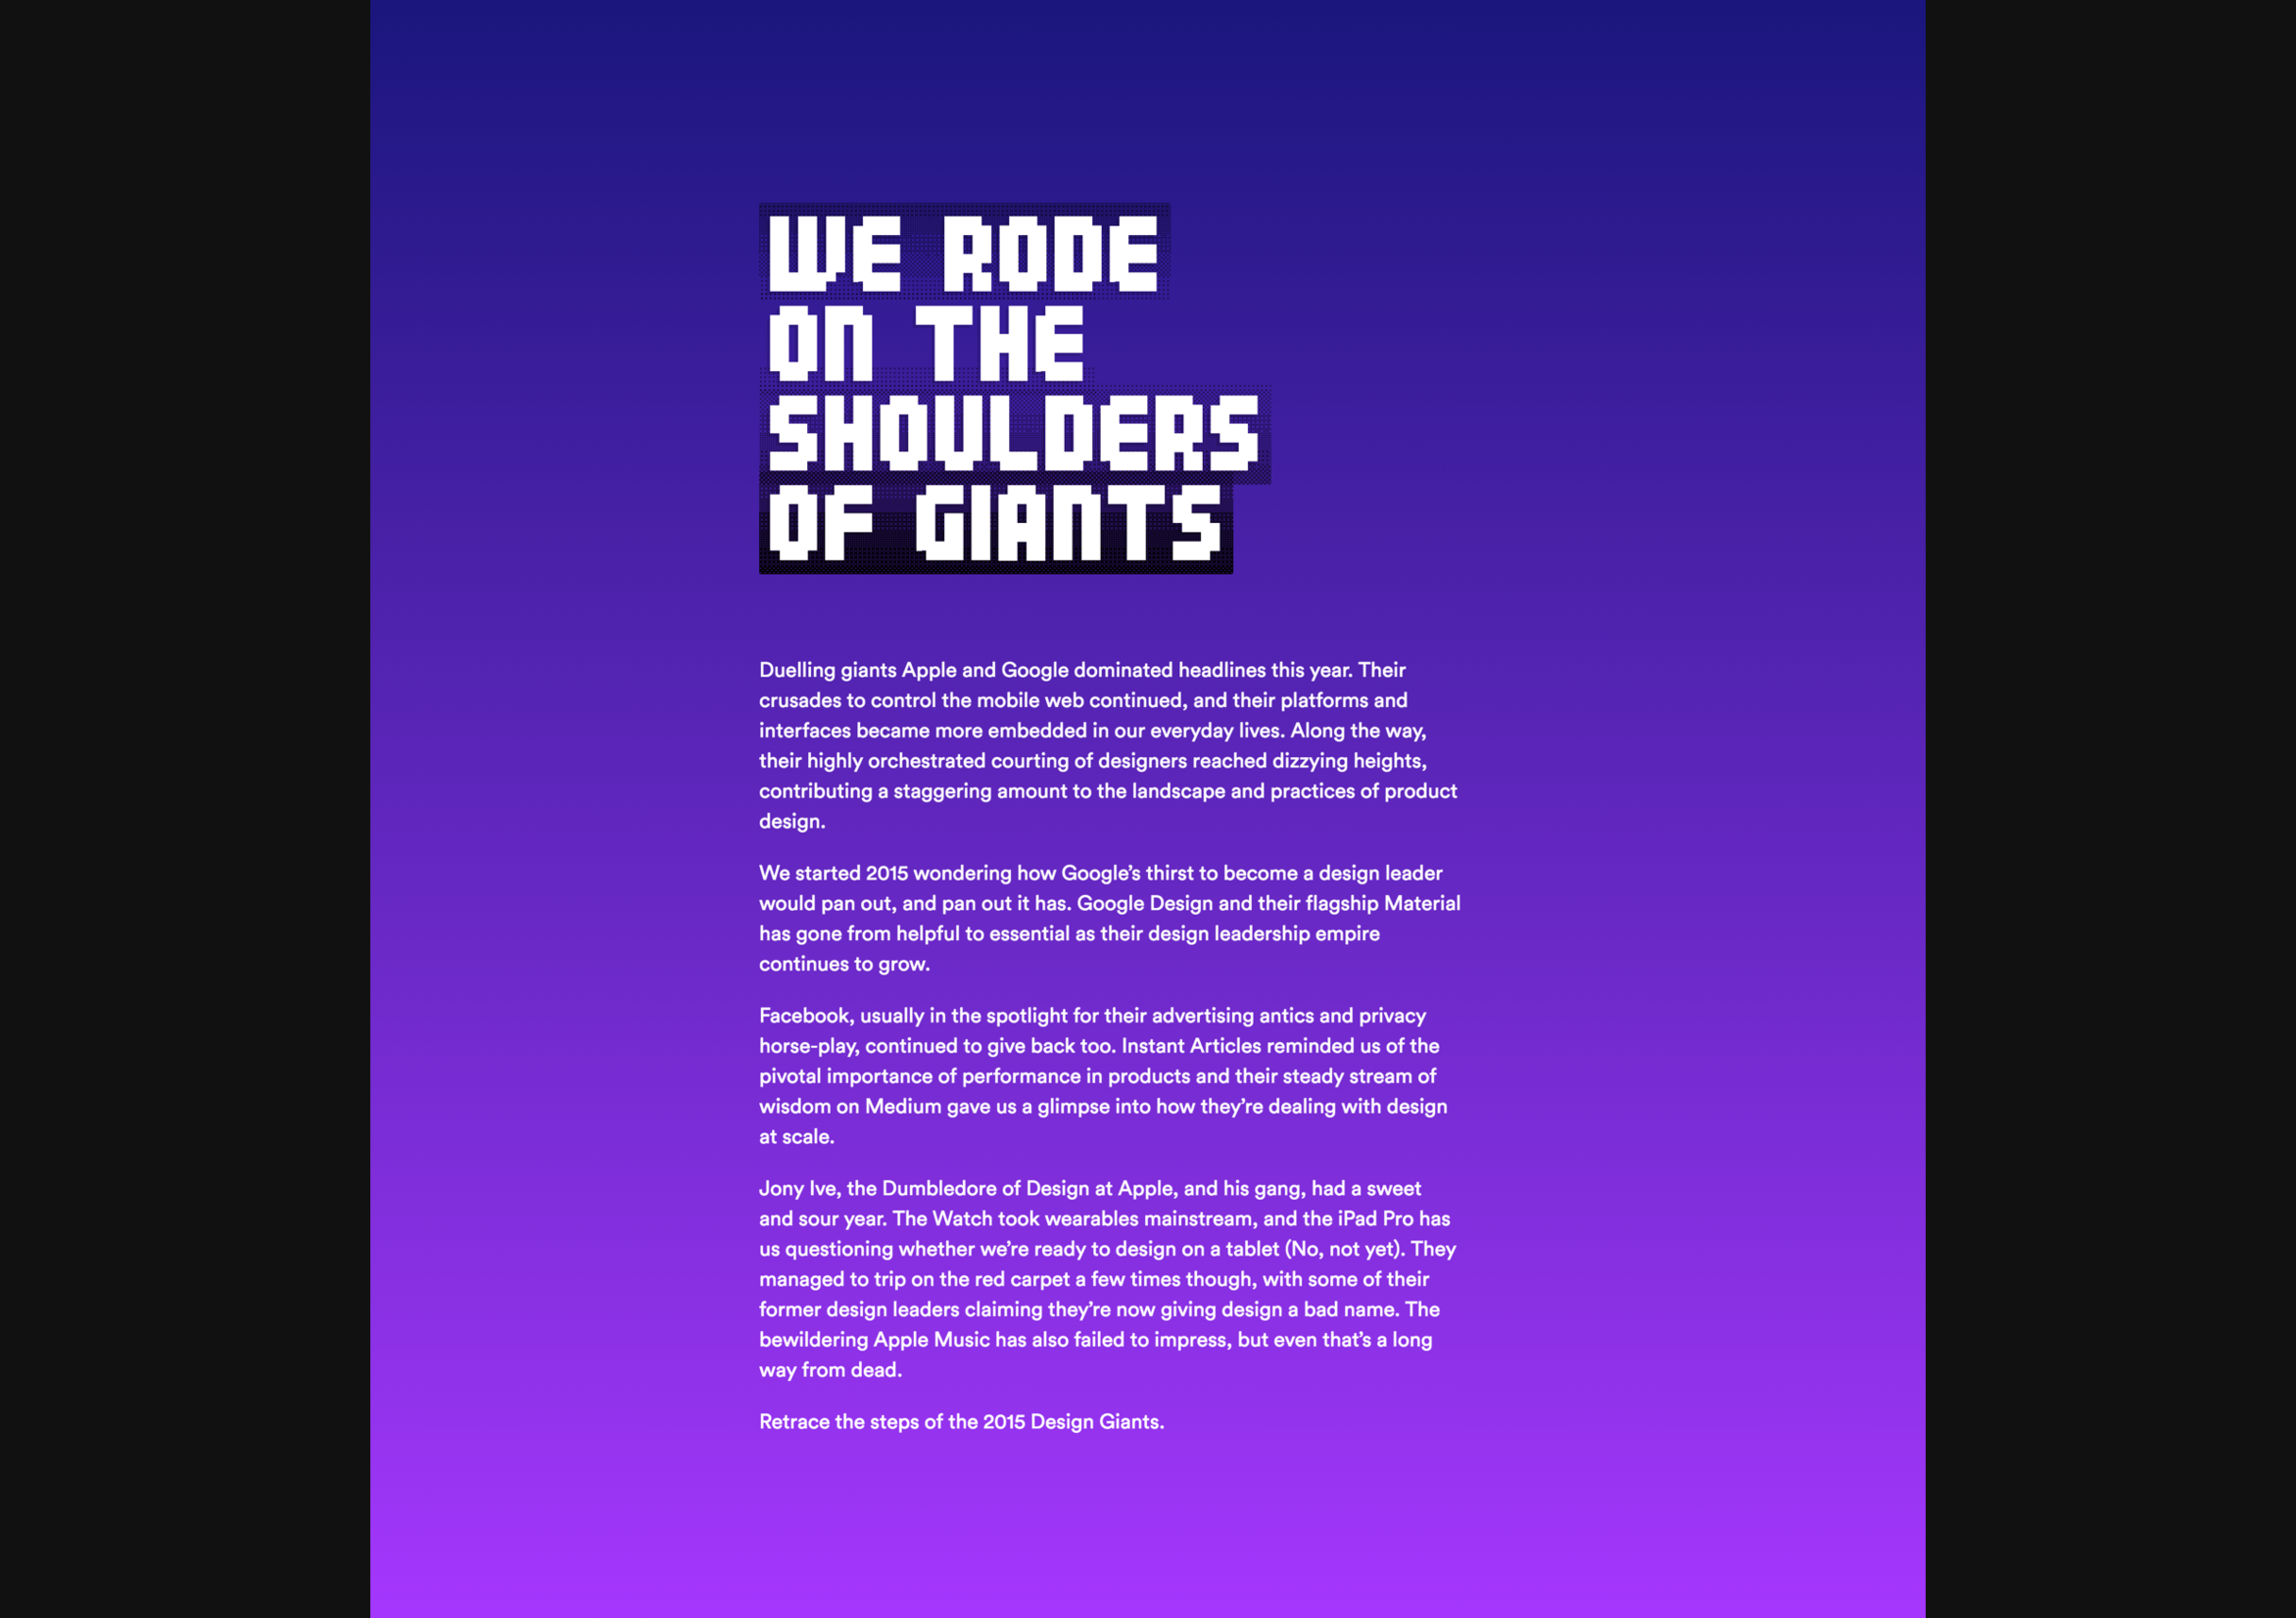 WE RODE
ON THE
SHOULDERS
OF GIANTS
Duelling giants Apple and Google dominated headlines this year. Their
crusades to control the mobile web continued, and their platforms and
interfaces became more embedded in our everyday lives. Along the way,
their highly orchestrated courting of designers reached dizzying heights,
contributing a staggering amount to the landscape and practices of product
design.
We started 2015 wondering how Google’s thirst to become a design leader
would pan out, and pan out it has. Google Design and their flagship Material
has gone from helpful to essential as their design leadership empire
continues to grow.
Facebook, usually in the spotlight for their advertising antics and privacy
horse-play, continued to give back too. Instant Articles reminded us of the
pivotal importance of performance in products and their steady stream of
wisdom on Medium gave us a glimpse into how they’re dealing with design
at scale.
Jony Ive, the Dumbledore of Design at Apple, and his gang, had a sweet
and sour year. The Watch took wearables mainstream, and the iPad Pro has
us questioning whether we’re ready to design on a tablet (No, not yet). They
managed to trip on the red carpet a few times though, with some of their
former design leaders claiming they’re now giving design a bad name. The
bewildering Apple Music has also failed to impress, but even that’s a long
way from dead.
Retrace the steps of the 2015 Design Giants.